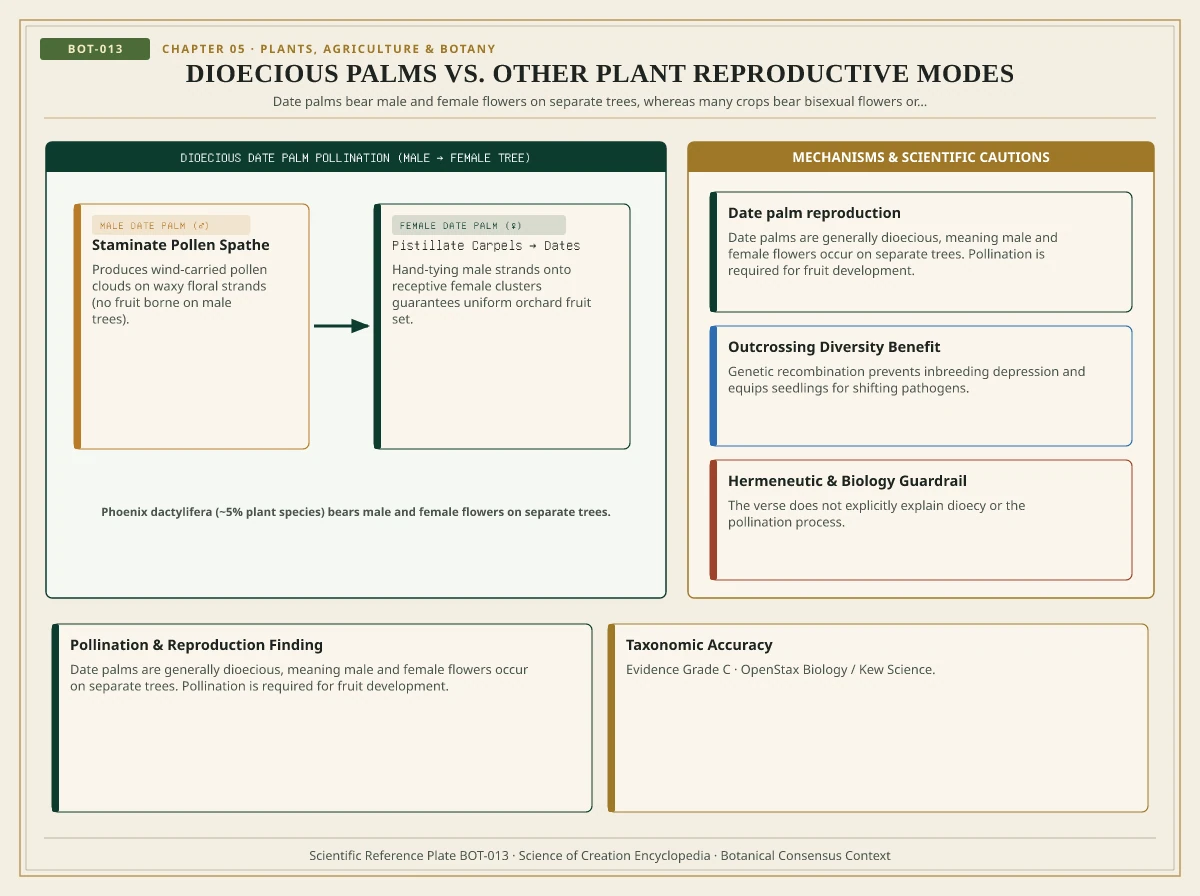 BOT-013
CHAPTER 05 · PLANTS, AGRICULTURE & BOTANY
DIOECIOUS PALMS VS. OTHER PLANT REPRODUCTIVE MODES
Date palms bear male and female flowers on separate trees, whereas many crops bear bisexual flowers or...
DIOECIOUS DATE PALM POLLINATION (MALE → FEMALE TREE)
MALE DATE PALM (♂)
Staminate Pollen Spathe
Produces wind-carried pollen
clouds on waxy floral strands
(no fruit borne on male
trees).
FEMALE DATE PALM (♀)
Pistillate Carpels → Dates
Hand-tying male strands onto
receptive female clusters
guarantees uniform orchard fruit
set.
Phoenix dactylifera (~5% plant species) bears male and female flowers on separate trees.
MECHANISMS & SCIENTIFIC CAUTIONS
Date palm reproduction
Date palms are generally dioecious, meaning male and
female flowers occur on separate trees. Pollination is
required for fruit development.
Outcrossing Diversity Benefit
Genetic recombination prevents inbreeding depression and
equips seedlings for shifting pathogens.
Hermeneutic & Biology Guardrail
The verse does not explicitly explain dioecy or the
pollination process.
Pollination & Reproduction Finding
Date palms are generally dioecious, meaning male and female flowers occur
on separate trees. Pollination is required for fruit development.
Taxonomic Accuracy
Evidence Grade C · OpenStax Biology / Kew Science.
Scientific Reference Plate BOT-013 · Science of Creation Encyclopedia · Botanical Consensus Context